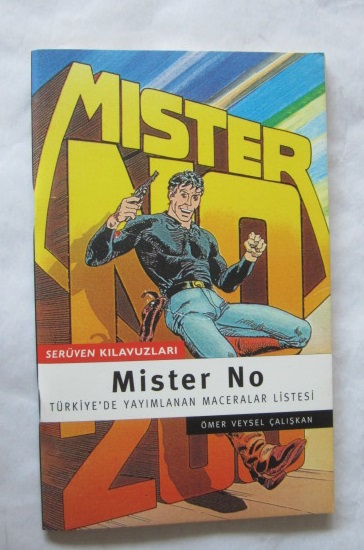 MISTER
NO
SERÜVEN KILAVUZLARI
Mister No
TÜRKİYE'DE YAYIMLANAN MACERALAR LİSTESİ
ÖMER VEYSEL ÇALIŞKAN
200